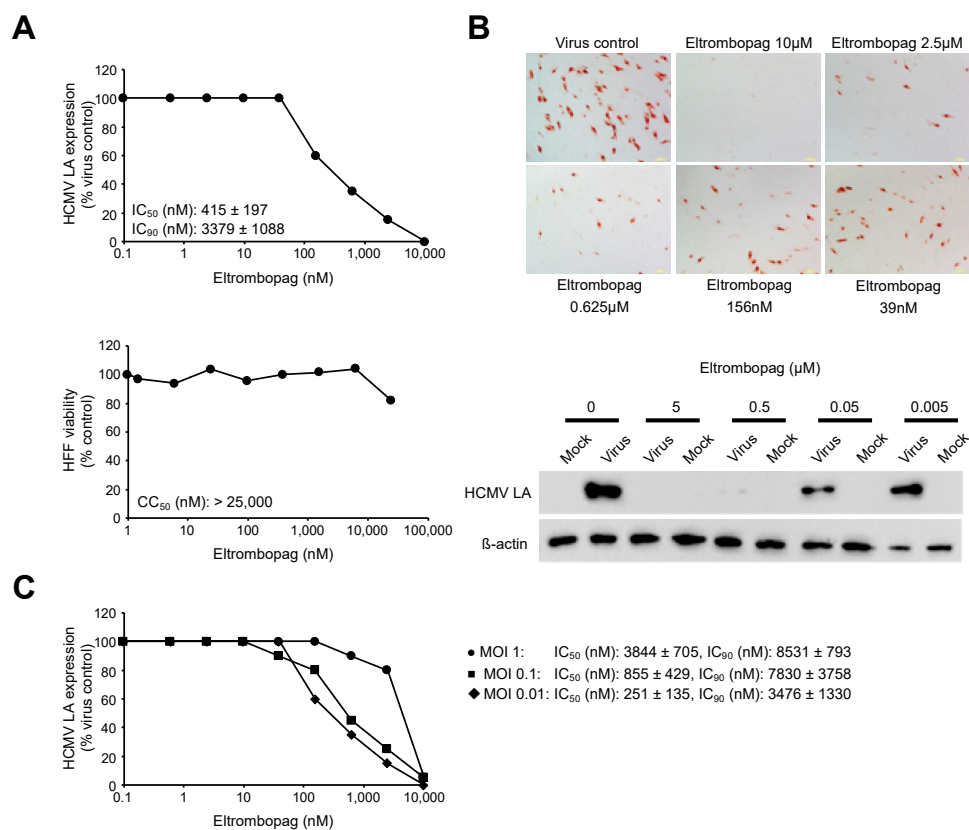 A
HCMV LA expression
(% virus control)
120
100
80
60
40
20
0
IC50 (nM): 415 ± 197
IC90 (nM): 3379 ± 1088
0.1 1 10 100 1,000 10,000
Eltrombopag (nM)
HFF viability
(% control)
120
100
80
60
40
20
100
120
0
CC50 (nM): > 25,000
1 10 100 1,000 10,000 100,000
Eltrombopag (nM)
B
Virus control Eltrombopag 10µM Eltrombopag 2.5µM
Eltrombopag Eltrombopag Eltrombopag
0.625µM 156nM 39nM
Eltrombopag (µM)
0 5 0.5 0.05 0.005
Mock Virus Virus Mock Virus Mock Virus Mock Virus Mock
HCMV LA
ß-actin
C
HCMV LA expression
(% virus control)
120
100
80
60
40
20
0
0.1 1 10 100 1,000 10,000
Eltrombopag (nM)
MOI 1: IC50 (nM): 3844 ± 705, IC90 (nM): 8531 ± 793
MOI 0.1: IC50 (nM): 855 ± 429, IC90 (nM): 7830 ± 3758
MOI 0.01: IC50 (nM): 251 ± 135, IC90 (nM): 3476 ± 1330